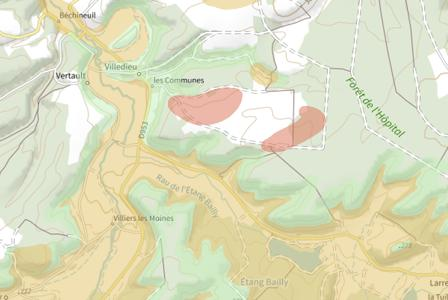 Béchineuil
Villedieu
Vertault
les Communes
Forêt de l'Hôpital
D953
Rau de l'Étang Bailly
Villiers les Moines
Étang Bailly